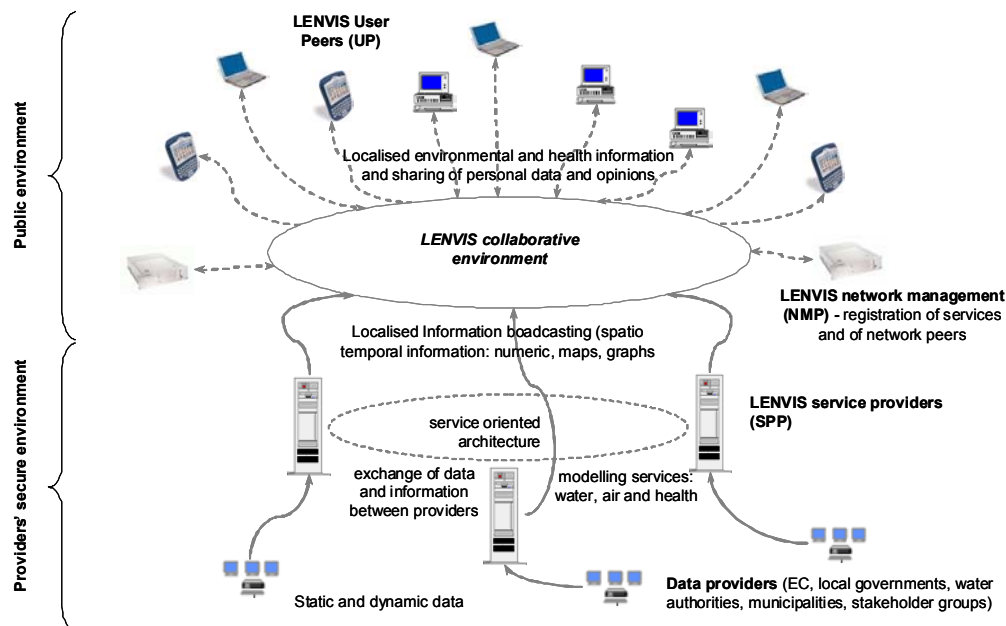 LENVIS User
Peers (UP)
Public environment
Localised environmental and health information
and sharing of personal data and opinions
LENVIS collaborative
environment
LENVIS network management
(NMP) - registration of services
and of network peers
Localised Information boadcasting (spatio
temporal information: numeric, maps, graphs
Providers' secure environment
LENVIS service providers
(SPP)
service oriented
architecture
exchange of data
and information
between providers
modelling services:
water, air and health
Static and dynamic data
Data providers (EC, local governments, water
authorities, municipalities, stakeholder groups)